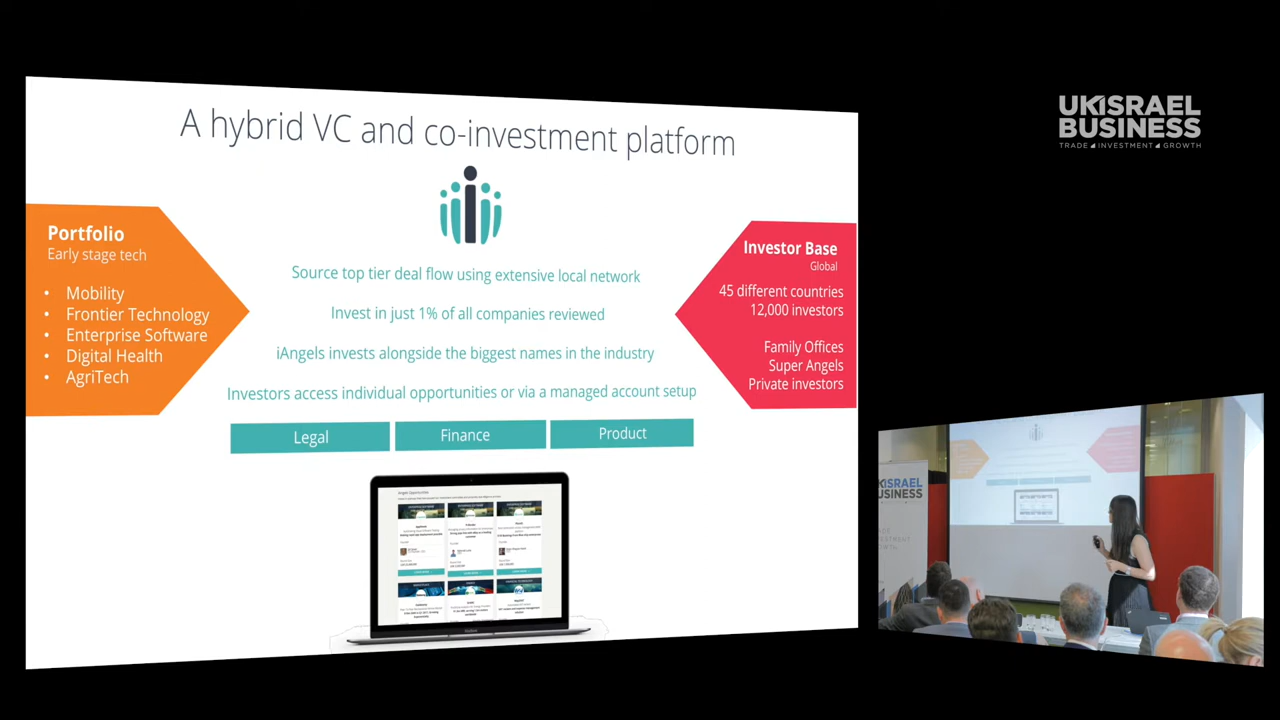 A hybrid VC and co-investment platform
Portfolio
Early stage tech
• Mobility
• Frontier Technology
• Enterprise Software
• Digital Health
• AgriTech
Source top tier deal flow using extensive local network
Invest in just 1% of all companies reviewed
iAngels invests alongside the biggest names in the industry
Investors access individual opportunities or via a managed account setup
Legal
Finance
Product
Investor Base
Global
45 different countries
12,000 investors
Family Offices
Super Angels
Private investors
UKISRAEL
BUSINESS
TRADE INVESTMENT GROWTH
KISRAEL
USINESS